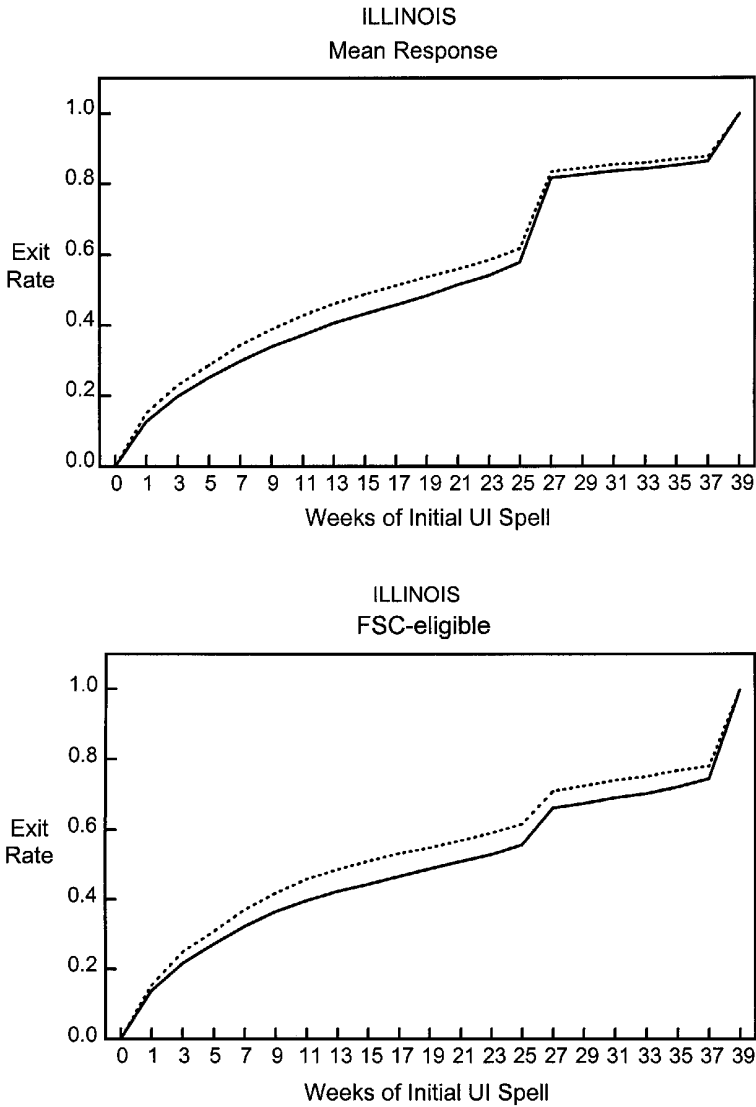 ILLINOIS
Mean Response
1.0
0.8
0.6
Exit
Rate
0.4
0.2
0.0
0 1 3 5 7 9 11 13 15 17 19 21 23 25 27 29 31 33 35 37 39
Weeks of Initial UI Spell
ILLINOIS
FSC-eligible
1.0
0.8
0.6
Exit
Rate
0.4
0.2
0.0
0 1 3 5 7 9 11 13 15 17 19 21 23 25 27 29 31 33 35 37 39
Weeks of Initial UI Spell